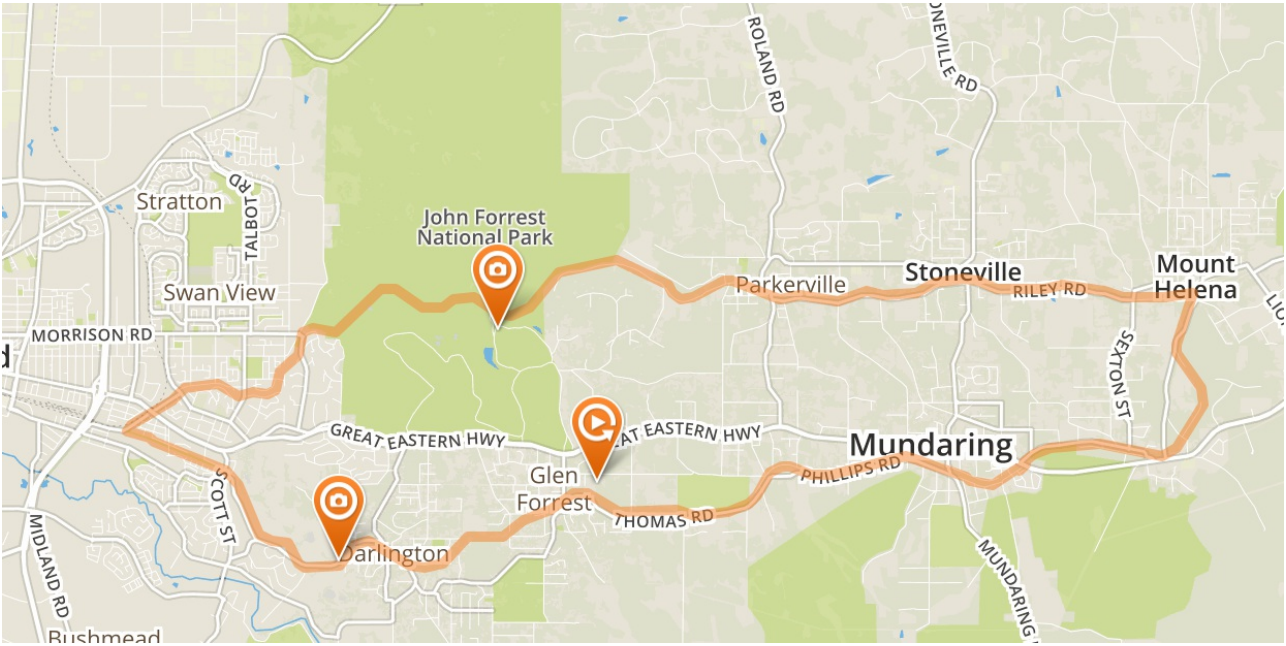 ROLAND RD
ONEVILLE RD
TALBOT RD
Stratton
John Forrest
National Park
Swan View
Parkerville
Stoneville
RILEY RD
Mount
Helena
LIO
MORRISON RD
d
SEXTON ST
GREAT EASTERN HWY
EAT EASTERN HWY
Mundaring
Glen
Forrest
PHILLIPS RD
THOMAS RD
SCOTT ST
MIDLAND RD
Darlington
MUNDARING
Bushmead